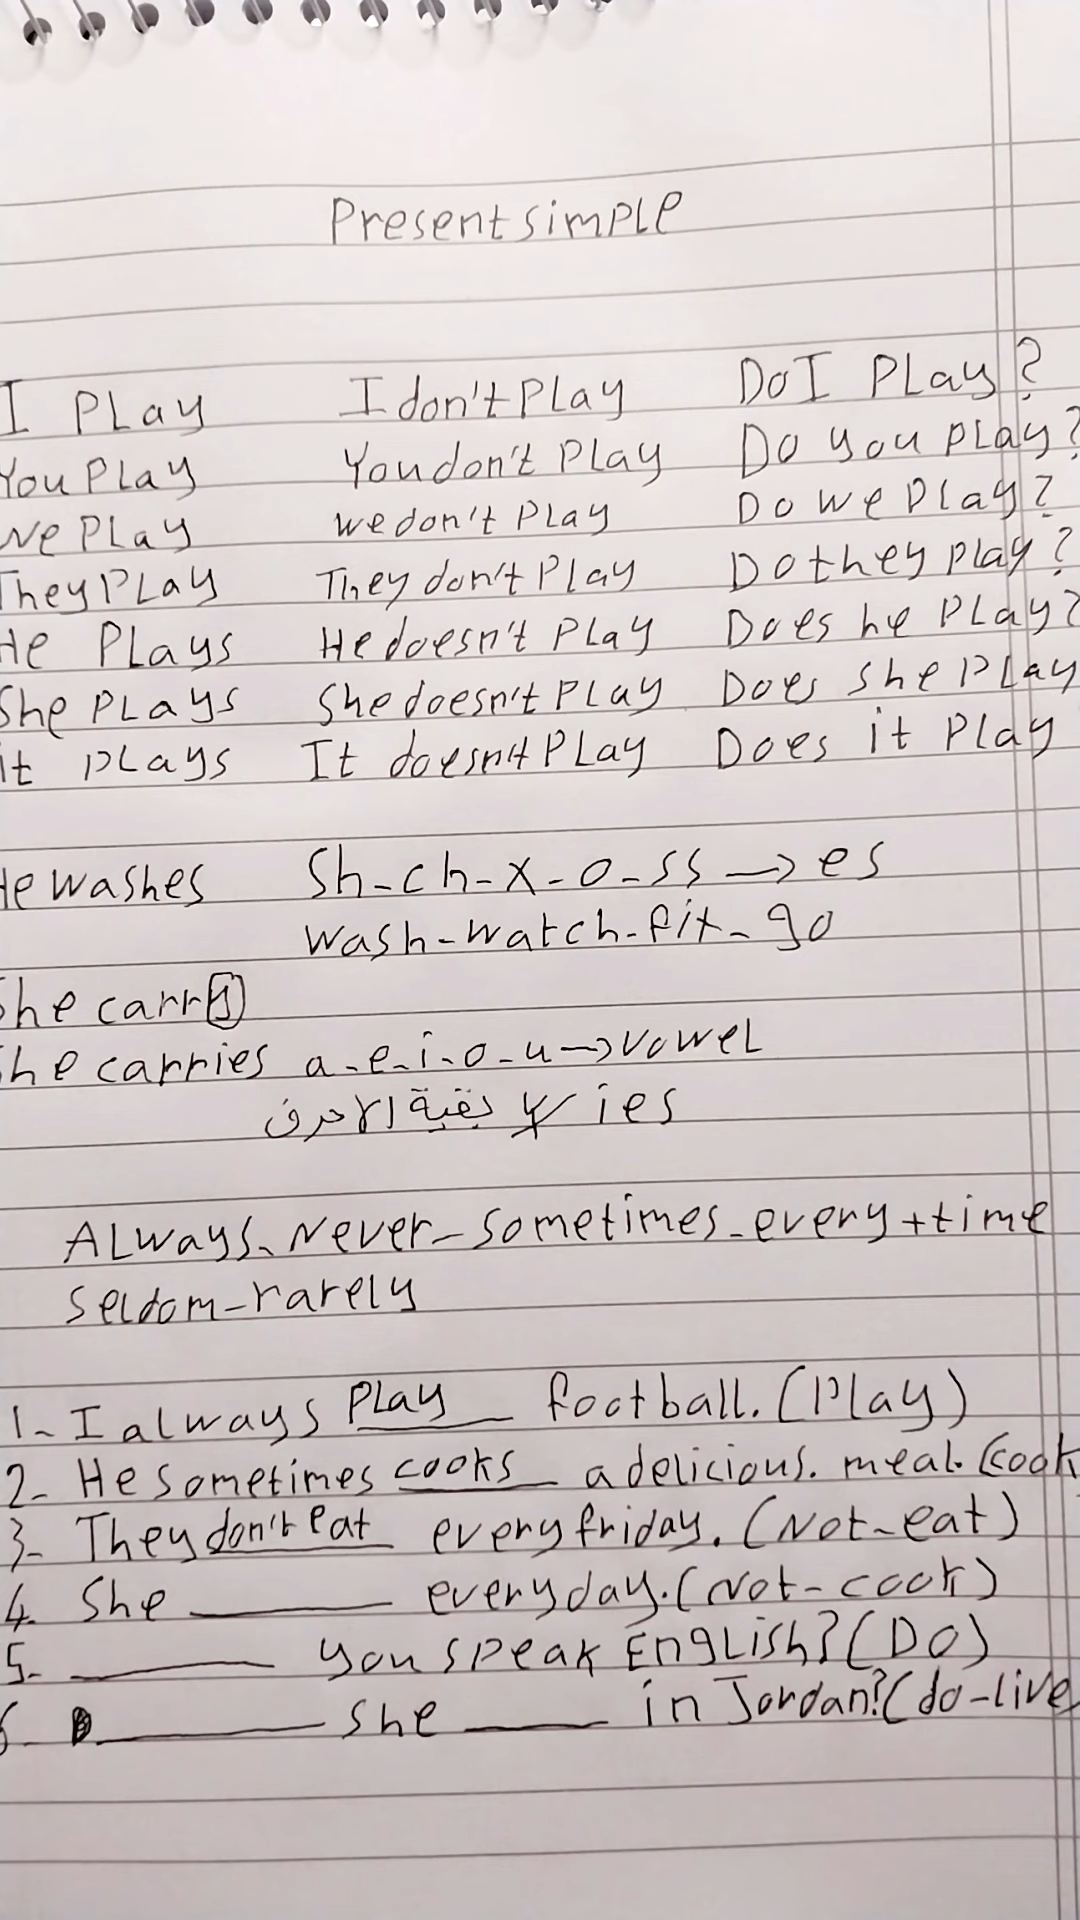 Present simple
I Play I don't Play Do I Play?
You Play You don't Play Do you play?
We Play we don't Play Do we Play?
They Play They don't Play Do they play?
He Plays He doesn't Play Does he Play?
She Plays She doesn't Play Does she Play
it plays It doesn't Play Does it Play
He washes Sh-ch-x-o-ss → es
wash-watch-fix-go
She carry
She carries a-e-i-o-u → vowel
بقية الاحرف y ies
Always-Never-sometimes-every+time
Seldom-rarely
1- I always Play football. (Play)
2- He sometimes cooks a delicious. meal. (cook
3- They don't eat every friday. (Not-eat)
4- She ______ everyday. (Not-cook)
5- ______ you speak English? (Do)
6- ______ she ______ in Jordan? (do-live